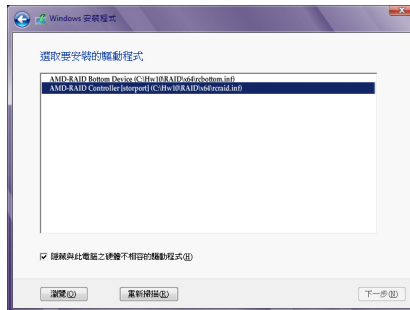 Windows 安裝程式
選取要安裝的驅動程式
AMD-RAID Bottom Device (C:\Hw10\RAID\x64\rcbottom.inf)
AMD-RAID Controller [storport] (C:\Hw10\RAID\x64\rcraid.inf)
隱藏與此電腦之硬體不相容的驅動程式(H)
瀏覽(O)
重新掃描(R)
下一步(N)